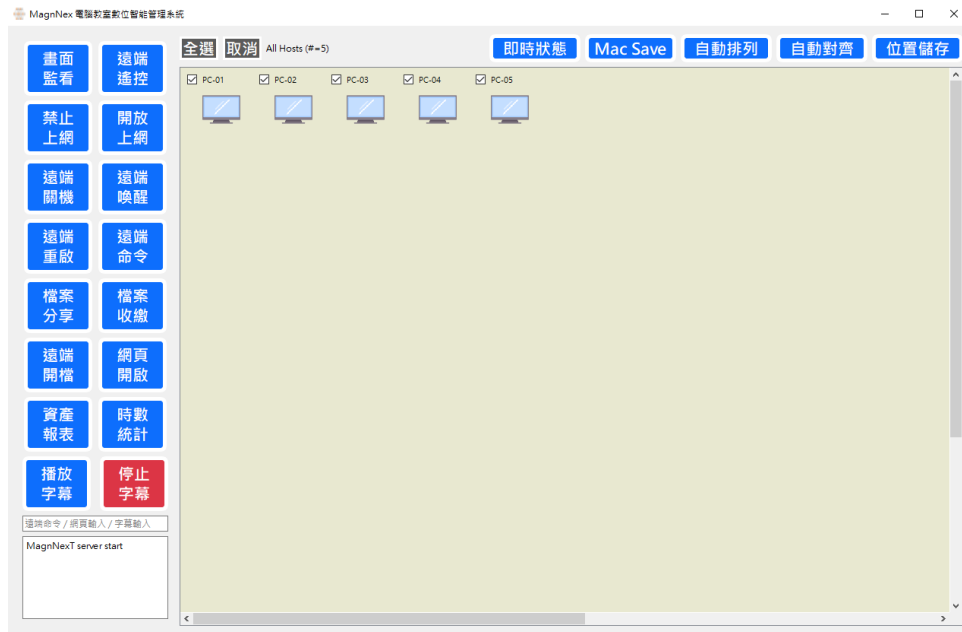 MagnNex 電腦教室數位智能管理系統
全選 取消 All Hosts (#=5) 即時狀態 Mac Save 自動排列 自動對齊 位置儲存
畫面
監看
遠端
遙控
禁止
上網
開放
上網
遠端
關機
遠端
喚醒
遠端
重啟
遠端
命令
檔案
分享
檔案
收繳
遠端
開檔
網頁
開啟
資產
報表
時數
統計
播放
字幕
停止
字幕
遠端命令 / 網頁輸入 / 字幕輸入
MagnNexT server start
PC-01 PC-02 PC-03 PC-04 PC-05